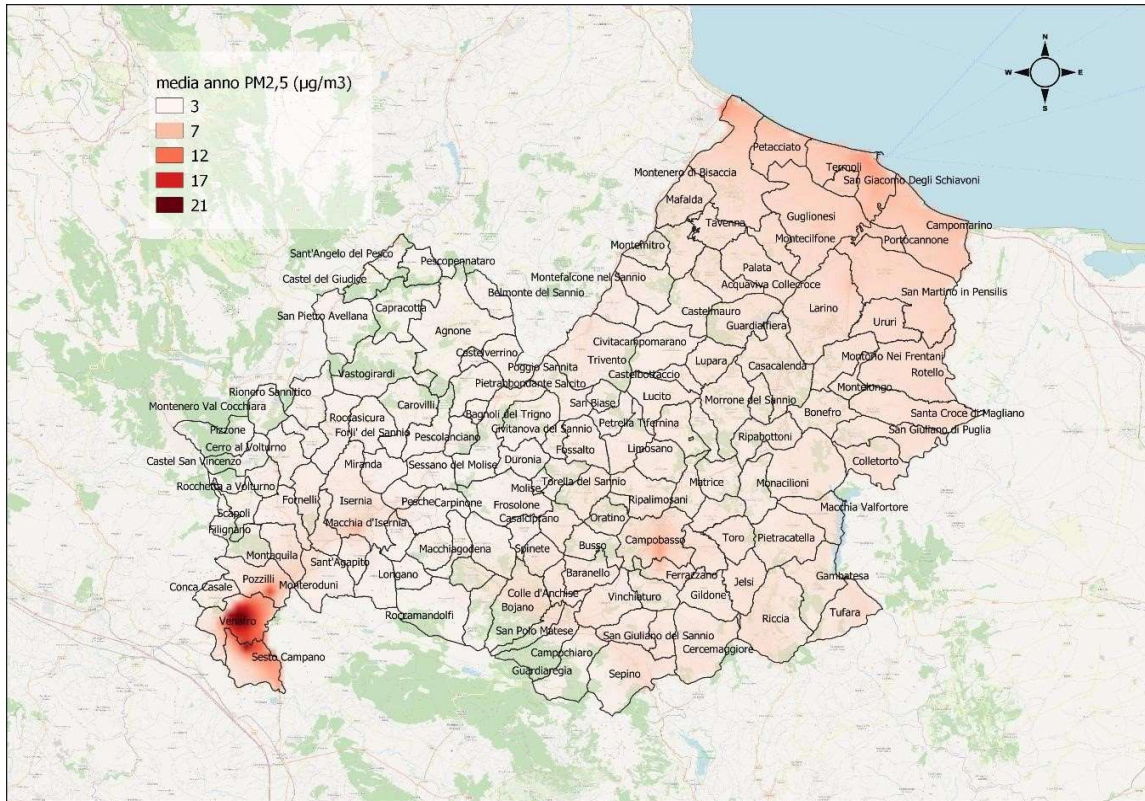 media anno PM2,5 (µg/m3)
3
7
12
17
21
N
W E
S
Petacciato
Termoli
Montenero di Bisaccia
San Giacomo Degli Schiavoni
Mafalda
Guglionesi
Tavenna
Campomarino
Montecilfone
Portocannone
Montemitro
Sant'Angelo del Pesco
Pescopennataro
Palata
Castel del Giudice
Montefalcone nel Sannio
Acquaviva Collecroce
Belmonte del Sannio
San Martino in Pensilis
Capracotta
Larino
San Pietro Avellana
Castelmauro
Ururi
Agnone
Guardialfiera
Civitacampomarano
Castelverrino
Montorio Nei Frentani
Trivento
Lupara
Poggio Sannita
Casacalenda
Vastogirardi
Castelbottaccio
Rotello
Pietrabbondante
Salcito
Montelongo
Rionero Sannitico
Lucito
Morrone del Sannio
Carovilli
San Biase
Montenero Val Cocchiara
Bonefro
Santa Croce di Magliano
Roccasicura
Bagnoli del Trigno
Petrella Tifernina
Pizzone
Civitanova del Sannio
San Giuliano di Puglia
Forli' del Sannio
Pescolanciano
Ripabottoni
Cerro al Volturno
Fossalto
Limosano
Castel San Vincenzo
Miranda
Sessano del Molise
Duronia
Colletorto
Torella del Sannio
Matrice
Monacilioni
Rocchetta a Volturno
Molise
Fornelli
Isernia
Pesche
Carpinone
Frosolone
Ripalimosani
Macchia Valfortore
Scapoli
Casalciprano
Oratino
Macchia d'Isernia
Filignano
Campobasso
Toro
Pietracatella
Macchiagodena
Spinete
Busso
Montaquila
Sant'Agapito
Baranello
Ferrazzano
Gambatesa
Conca Casale
Pozzilli
Monteroduni
Longano
Jelsi
Colle d'Anchise
Vinchiaturo
Gildone
Bojano
Tufara
Roccamandolfi
Riccia
Venafro
San Polo Matese
San Giuliano del Sannio
Cercemaggiore
Sesto Campano
Campochiaro
Guardiaregia
Sepino